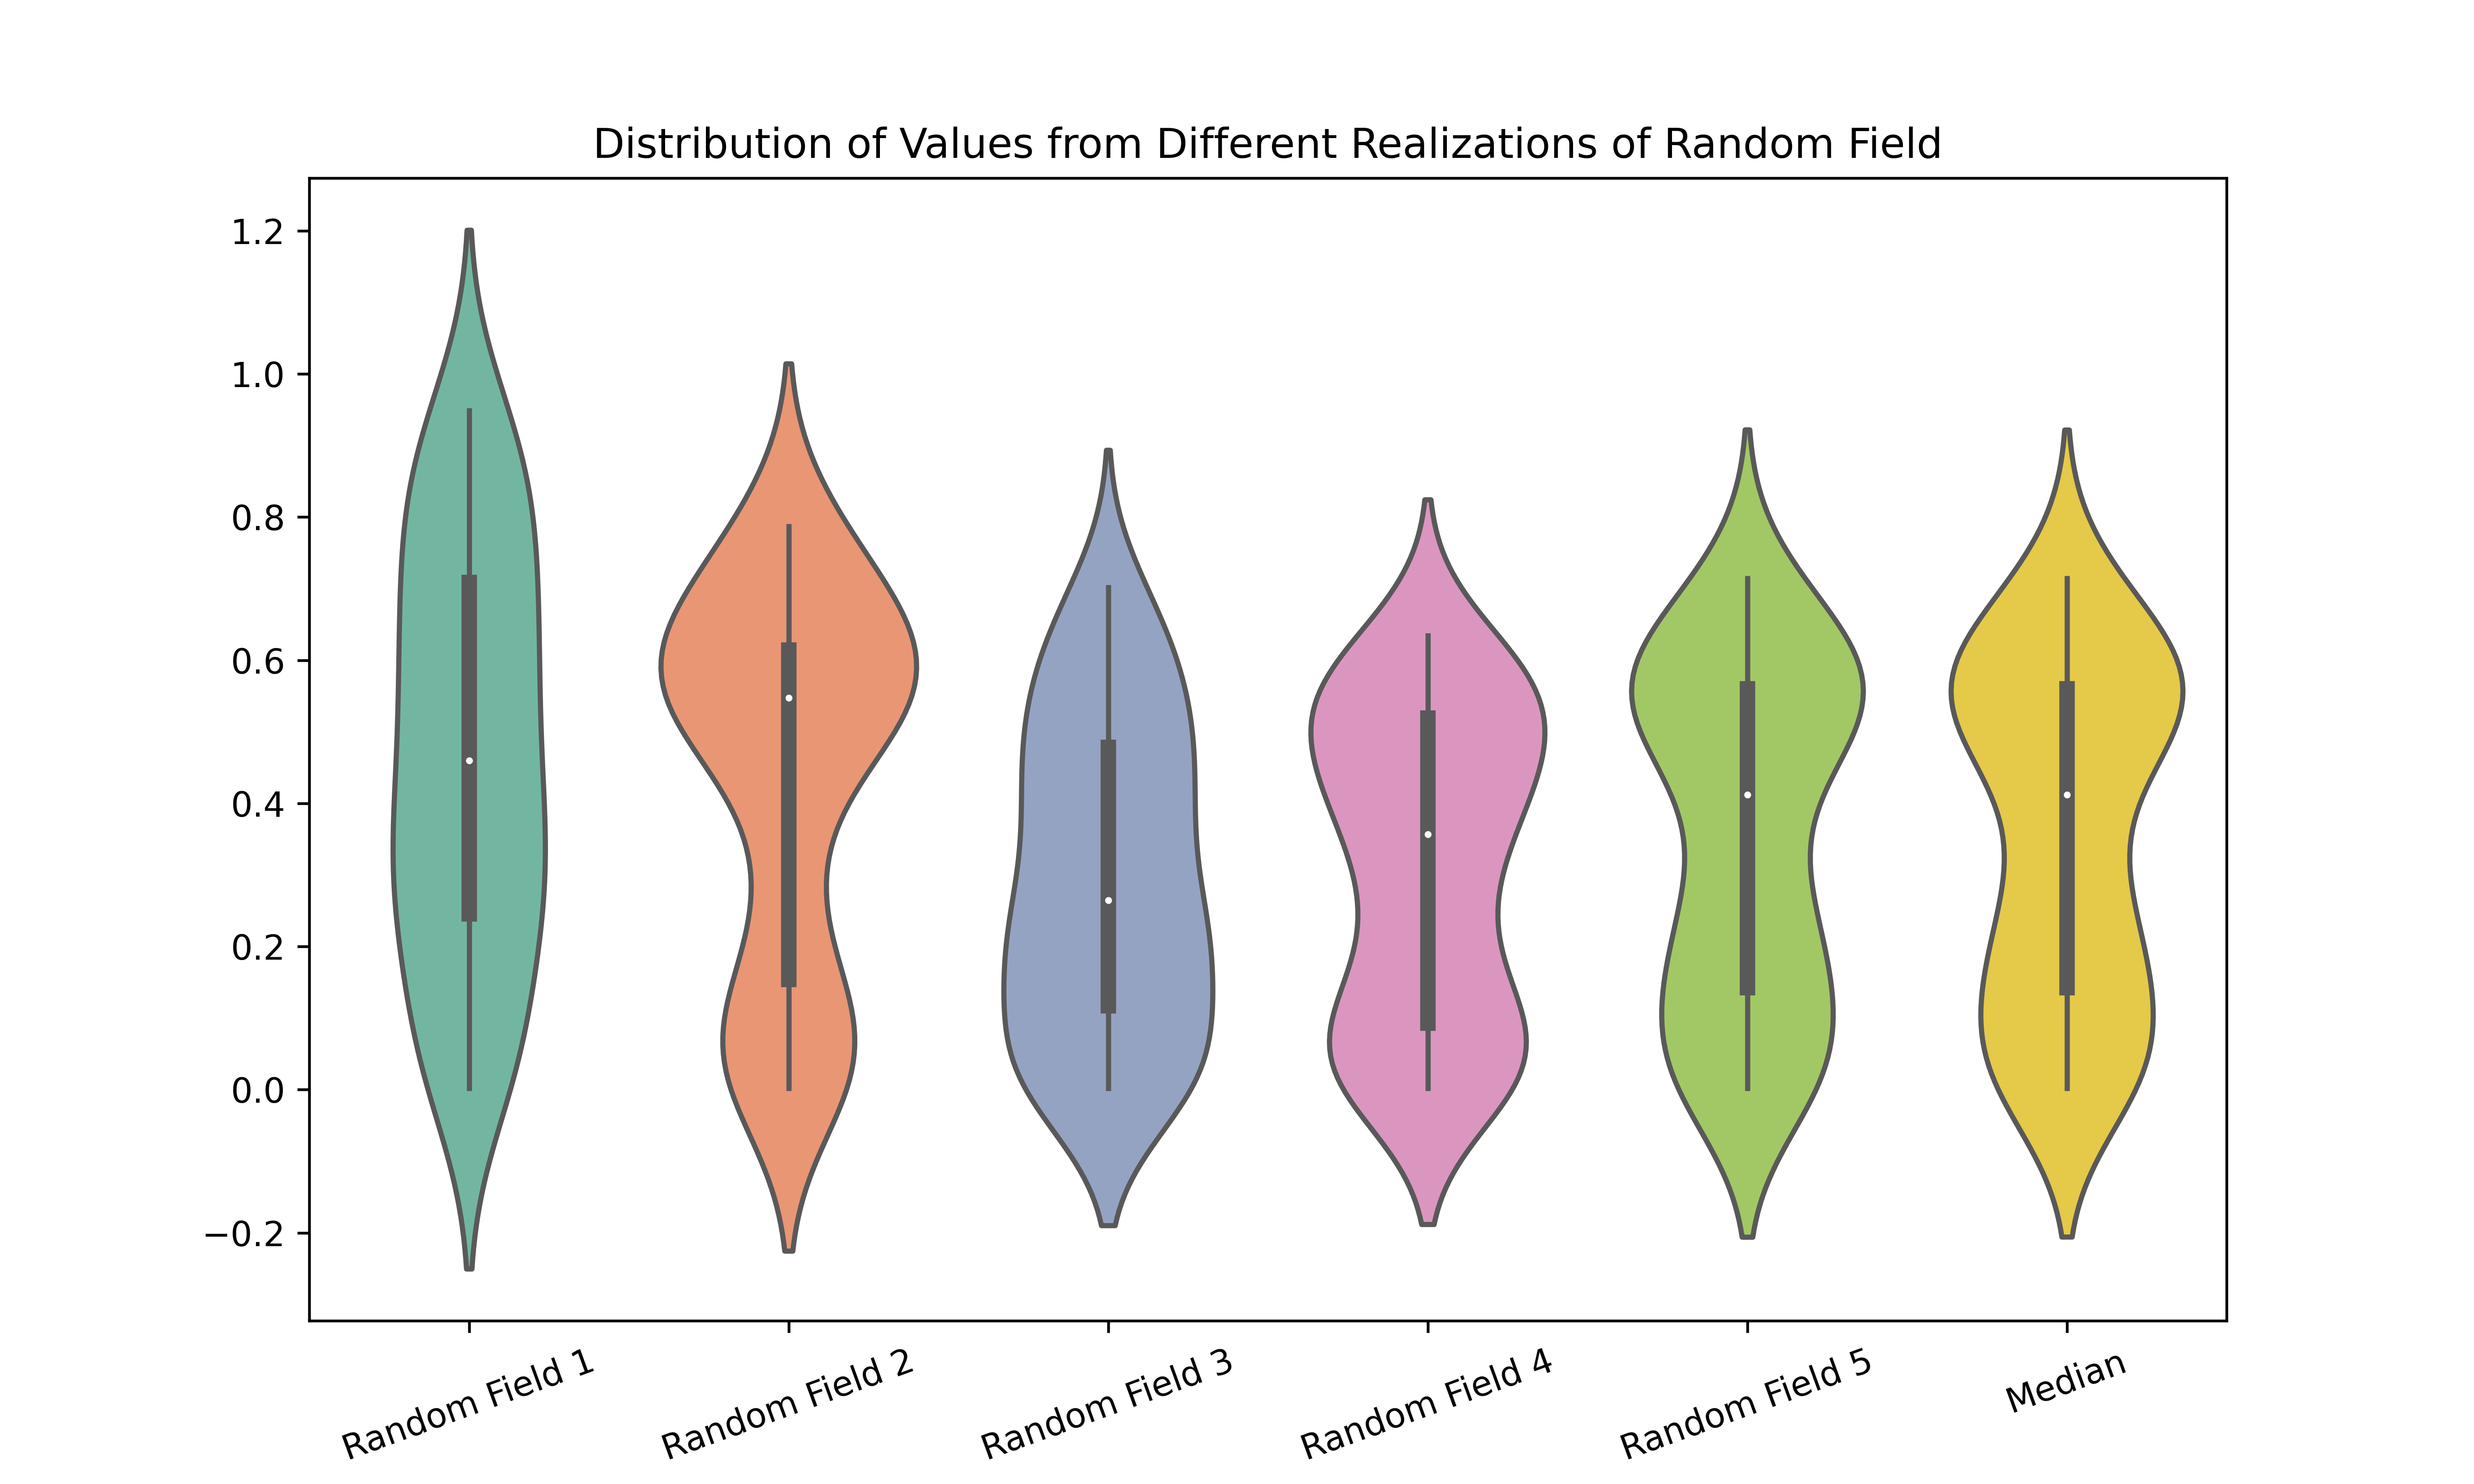 Distribution of Values from Different Realizations of Random Field
1.2
1.0
0.8
0.6
0.4
0.2
0.0
−0.2
Random Field 1
Random Field 2
Random Field 3
Random Field 4
Random Field 5
Median